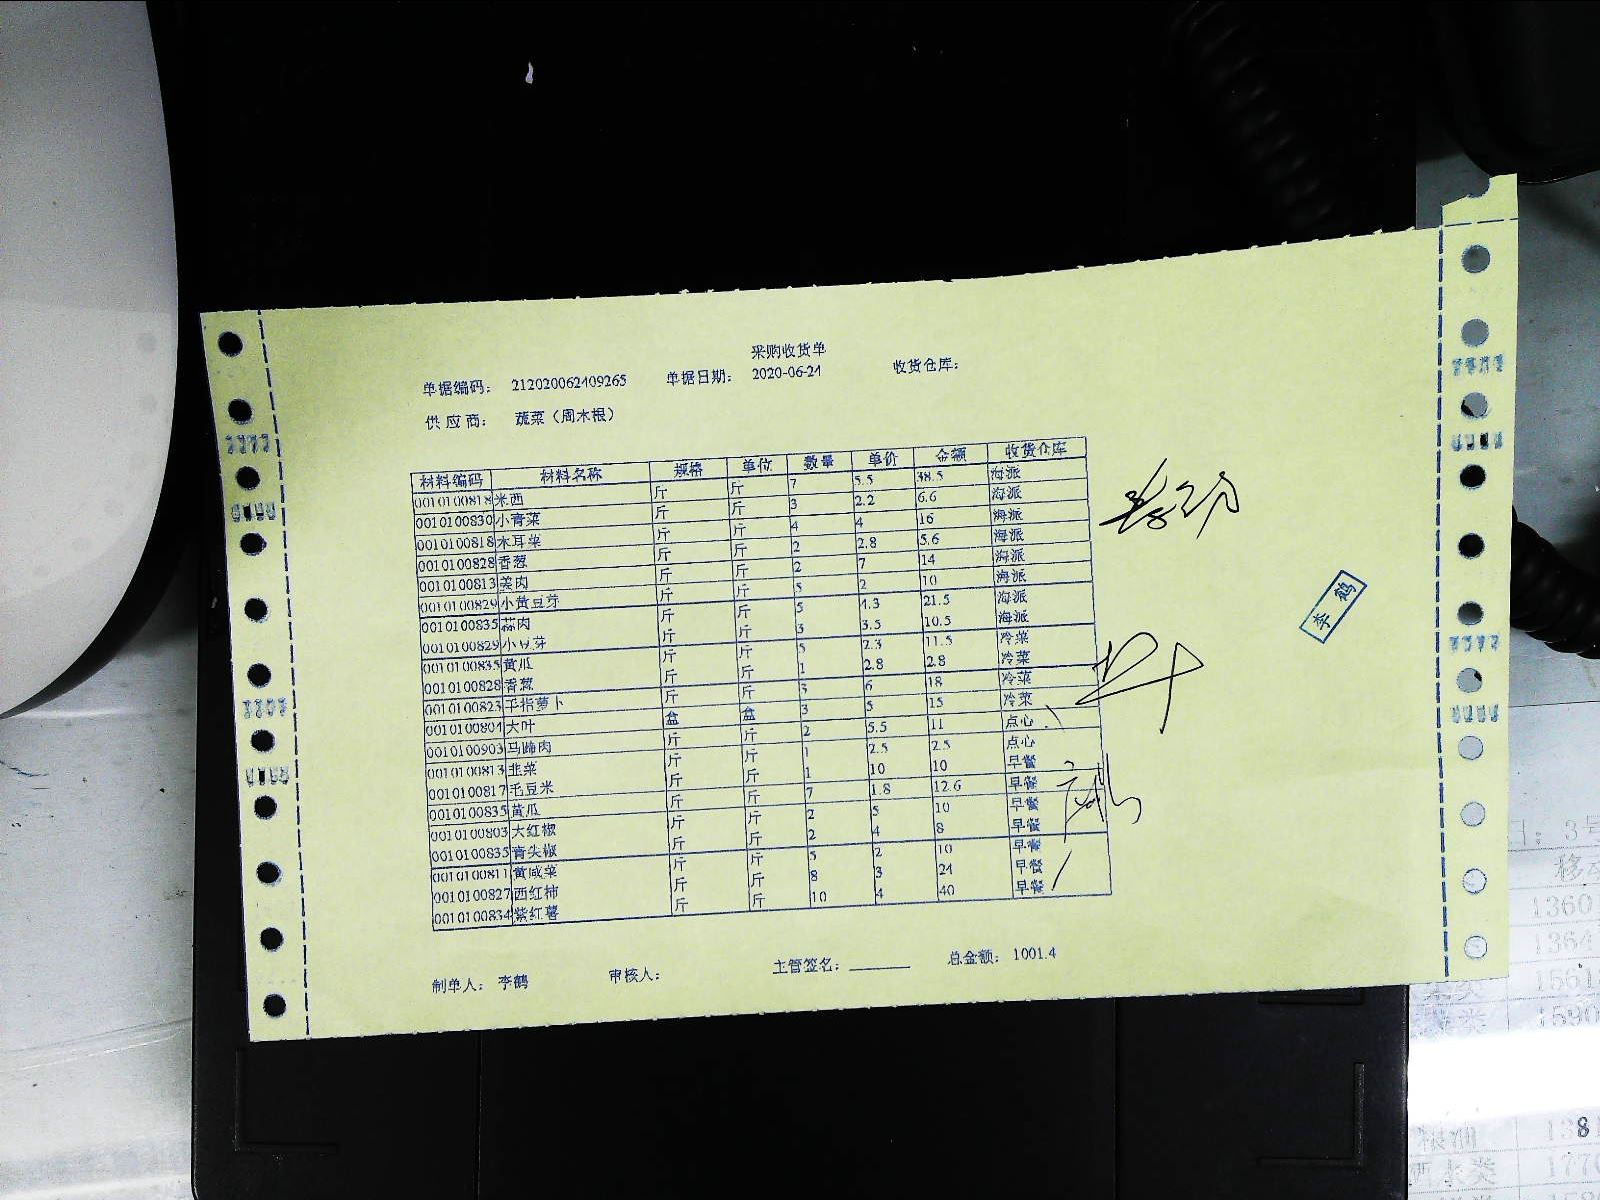 采购收货单
单据编码： 212020062409265 单据日期： 2020-06-24 收货仓库：
供 应 商： 蔬菜（周木根）
材料编码 材料名称 规格 单位 数量 单价 金额 收货仓库
0010100818 米西 斤 斤 7 5.5 38.5 海派
0010100830 小青菜 斤 斤 3 2.2 6.6 海派
0010100818 木耳菜 斤 斤 4 4 16 海派
0010100828 香葱 斤 斤 2 2.8 5.6 海派
0010100813 姜肉 斤 斤 2 7 14 海派
0010100829 小黄豆芽 斤 斤 5 2 10 海派
0010100835 蒜肉 斤 斤 5 4.3 21.5 海派
0010100829 小豆芽 斤 斤 3 3.5 10.5 海派
0010100835 黄瓜 斤 斤 5 2.3 11.5 冷菜
0010100828 香葱 斤 斤 1 2.8 2.8 冷菜
0010100823 手指萝卜 斤 斤 3 6 18 冷菜
0010100804 大叶 盒 盒 3 5 15 冷菜
0010100903 马蹄肉 斤 斤 2 5.5 11 点心
0010100813 韭菜 斤 斤 1 2.5 2.5 点心
0010100817 毛豆米 斤 斤 1 10 10 早餐
0010100835 黄瓜 斤 斤 7 1.8 12.6 早餐
0010100803 大红椒 斤 斤 2 5 10 早餐
0010100835 青尖椒 斤 斤 2 4 8 早餐
0010100811 黄咸菜 斤 斤 5 2 10 早餐
0010100827 西红柿 斤 斤 8 3 24 早餐
0010100834 紫红薯 斤 斤 10 4 40 早餐
李鹤
制单人： 李鹤 审核人： 主管签名： 总金额： 1001.4